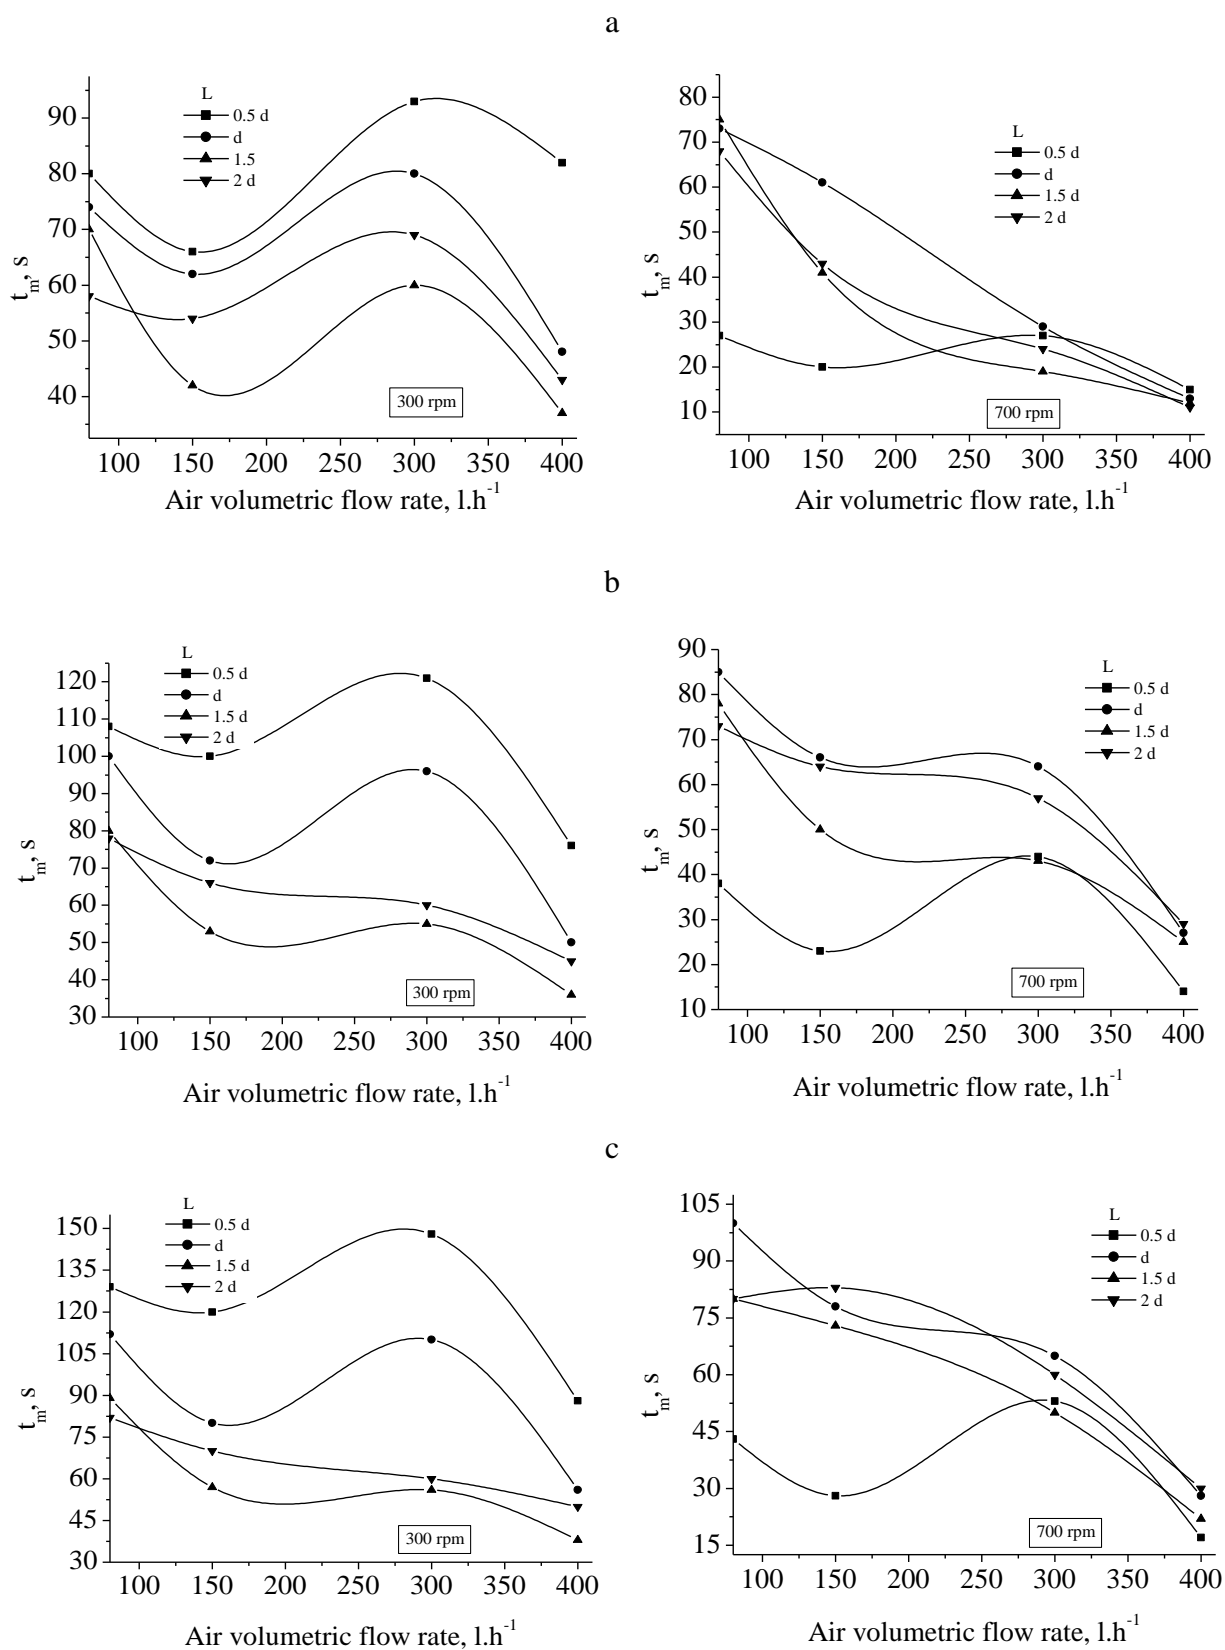 a
L
0.5 d
d
1.5
2 d
90
80
70
60
50
40
t_m, s
300 rpm
100 150 200 250 300 350 400
Air volumetric flow rate, l.h^-1
L
0.5 d
d
1.5 d
2 d
80
70
60
50
40
30
20
10
t_m, s
700 rpm
100 150 200 250 300 350 400
Air volumetric flow rate, l.h^-1
b
L
0.5 d
d
1.5 d
2 d
120
110
100
90
80
70
60
50
40
30
t_m, s
300 rpm
100 150 200 250 300 350 400
Air volumetric flow rate, l.h^-1
L
0.5 d
d
1.5 d
2 d
90
80
70
60
50
40
30
20
10
t_m, s
700 rpm
100 150 200 250 300 350 400
Air volumetric flow rate, l.h^-1
c
L
0.5 d
d
1.5 d
2 d
150
135
120
105
90
75
60
45
30
t_m, s
300 rpm
100 150 200 250 300 350 400
Air volumetric flow rate, l.h^-1
L
0.5 d
d
1.5 d
2 d
105
90
75
60
45
30
15
t_m, s
700 rpm
100 150 200 250 300 350 400
Air volumetric flow rate, l.h^-1